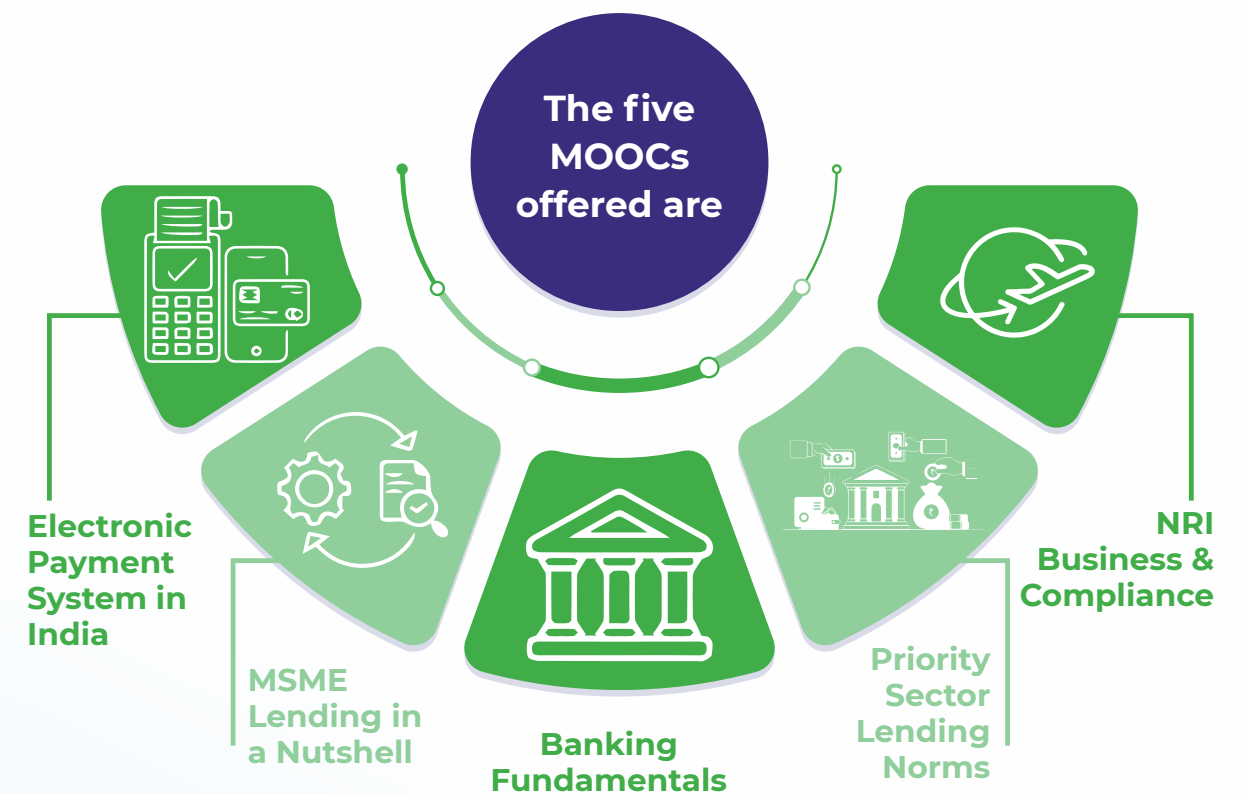 The five
MOOCs
offered are
Electronic
Payment
System in
India
MSME
Lending in
a Nutshell
Banking
Fundamentals
Priority
Sector
Lending
Norms
NRI
Business &
Compliance